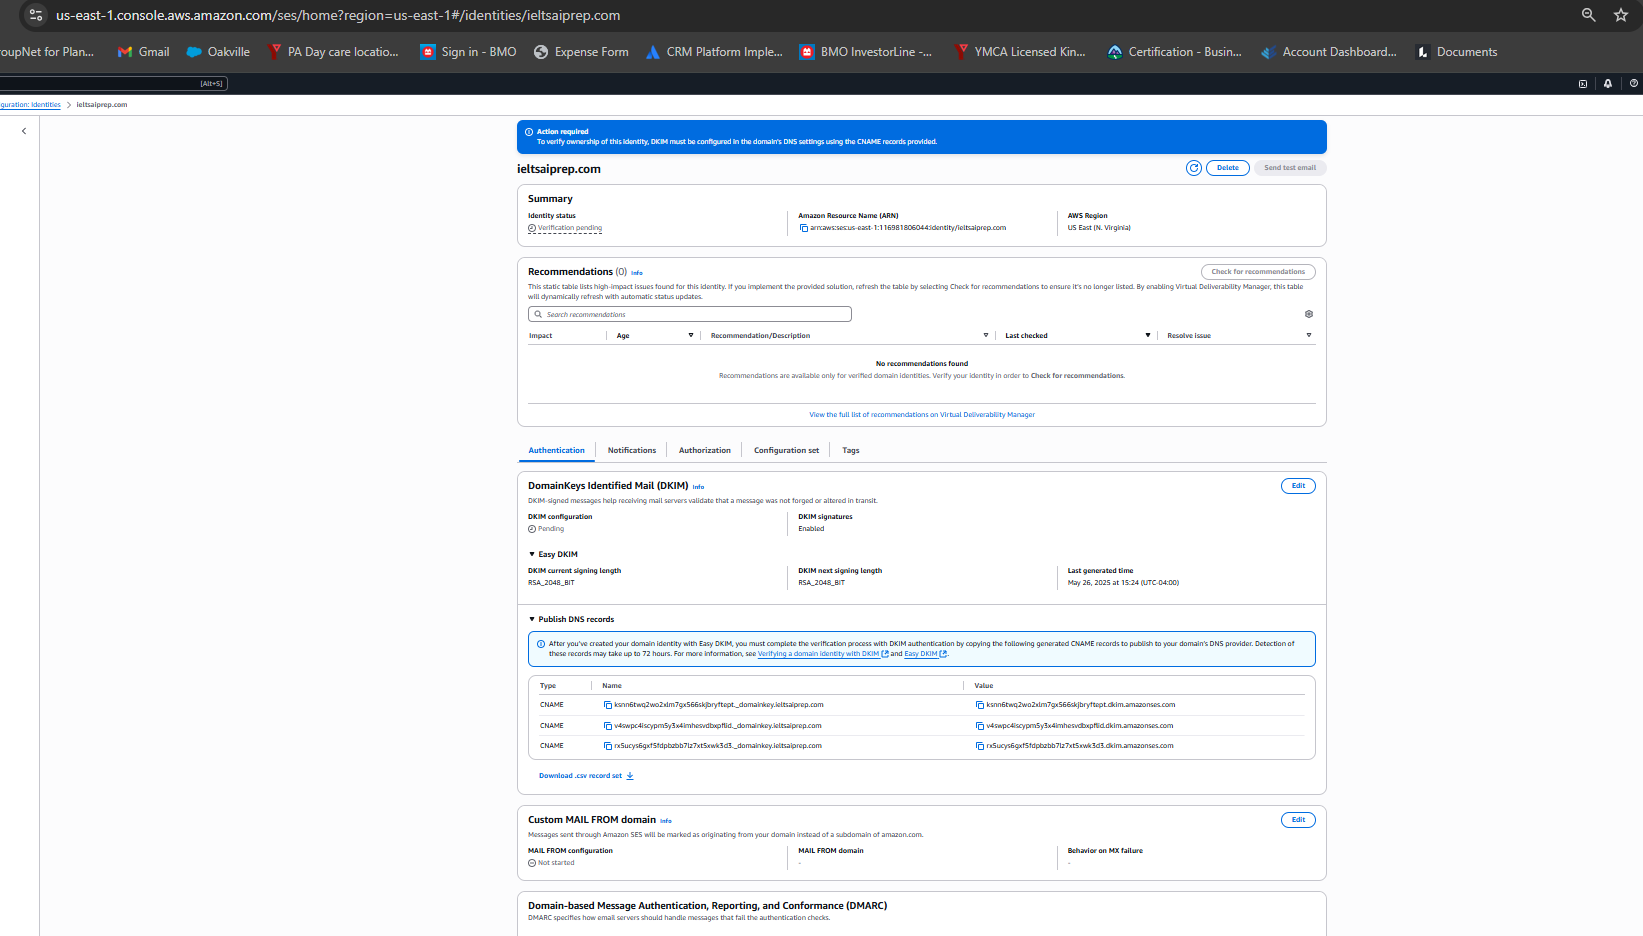 us-east-1.console.aws.amazon.com/ses/home?region=us-east-1#/identities/ieltsaiprep.com
oupNet for Plan...
Gmail
Oakville
PA Day care locatio...
Sign in - BMO
Expense Form
CRM Platform Imple...
BMO InvestorLine -...
YMCA Licensed Kin...
Certification - Busin...
Account Dashboard...
Documents
[Alt+S]
guration: Identities
ieltsaiprep.com
Action required
To verify ownership of this identity, DKIM must be configured in the domain's DNS settings using the CNAME records provided.
ieltsaiprep.com
Delete
Send test email
Summary
Identity status
Verification pending
Amazon Resource Name (ARN)
arn:aws:ses:us-east-1:116981806044:identity/ieltsaiprep.com
AWS Region
US East (N. Virginia)
Recommendations (0) Info
Check for recommendations
This static table lists high-impact issues found for this identity. If you implement the provided solution, refresh the table by selecting Check for recommendations to ensure it's no longer listed. By enabling Virtual Deliverability Manager, this table
will dynamically refresh with automatic status updates.
Search recommendations
Impact
Age
Recommendation/Description
Last checked
Resolve issue
No recommendations found
Recommendations are available only for verified domain identities. Verify your identity in order to Check for recommendations.
View the full list of recommendations on Virtual Deliverability Manager
Authentication
Notifications
Authorization
Configuration set
Tags
DomainKeys Identified Mail (DKIM) Info
Edit
DKIM-signed messages help receiving mail servers validate that a message was not forged or altered in transit.
DKIM configuration
Pending
DKIM signatures
Enabled
Easy DKIM
DKIM current signing length
RSA_2048_BIT
DKIM next signing length
RSA_2048_BIT
Last generated time
May 26, 2025 at 15:24 (UTC-04:00)
Publish DNS records
After you've created your domain identity with Easy DKIM, you must complete the verification process with DKIM authentication by copying the following generated CNAME records to publish to your domain's DNS provider. Detection of
these records may take up to 72 hours. For more information, see Verifying a domain identity with DKIM and Easy DKIM.
Type
Name
Value
CNAME
ksnn6twq2wo2xlm7gx566skjbryftept._domainkey.ieltsaiprep.com
ksnn6twq2wo2xlm7gx566skjbryftept.dkim.amazonses.com
CNAME
v4swpc4iscypm5y3x4imhesvdbxpflid._domainkey.ieltsaiprep.com
v4swpc4iscypm5y3x4imhesvdbxpflid.dkim.amazonses.com
CNAME
rx5ucys6gxf5fdpbzbb7lz7xt5xwk3d3._domainkey.ieltsaiprep.com
rx5ucys6gxf5fdpbzbb7lz7xt5xwk3d3.dkim.amazonses.com
Download .csv record set
Custom MAIL FROM domain Info
Edit
Messages sent through Amazon SES will be marked as originating from your domain instead of a subdomain of amazon.com.
MAIL FROM configuration
Not started
MAIL FROM domain
-
Behavior on MX failure
-
Domain-based Message Authentication, Reporting, and Conformance (DMARC)
DMARC specifies how email servers should handle messages that fail the authentication checks.